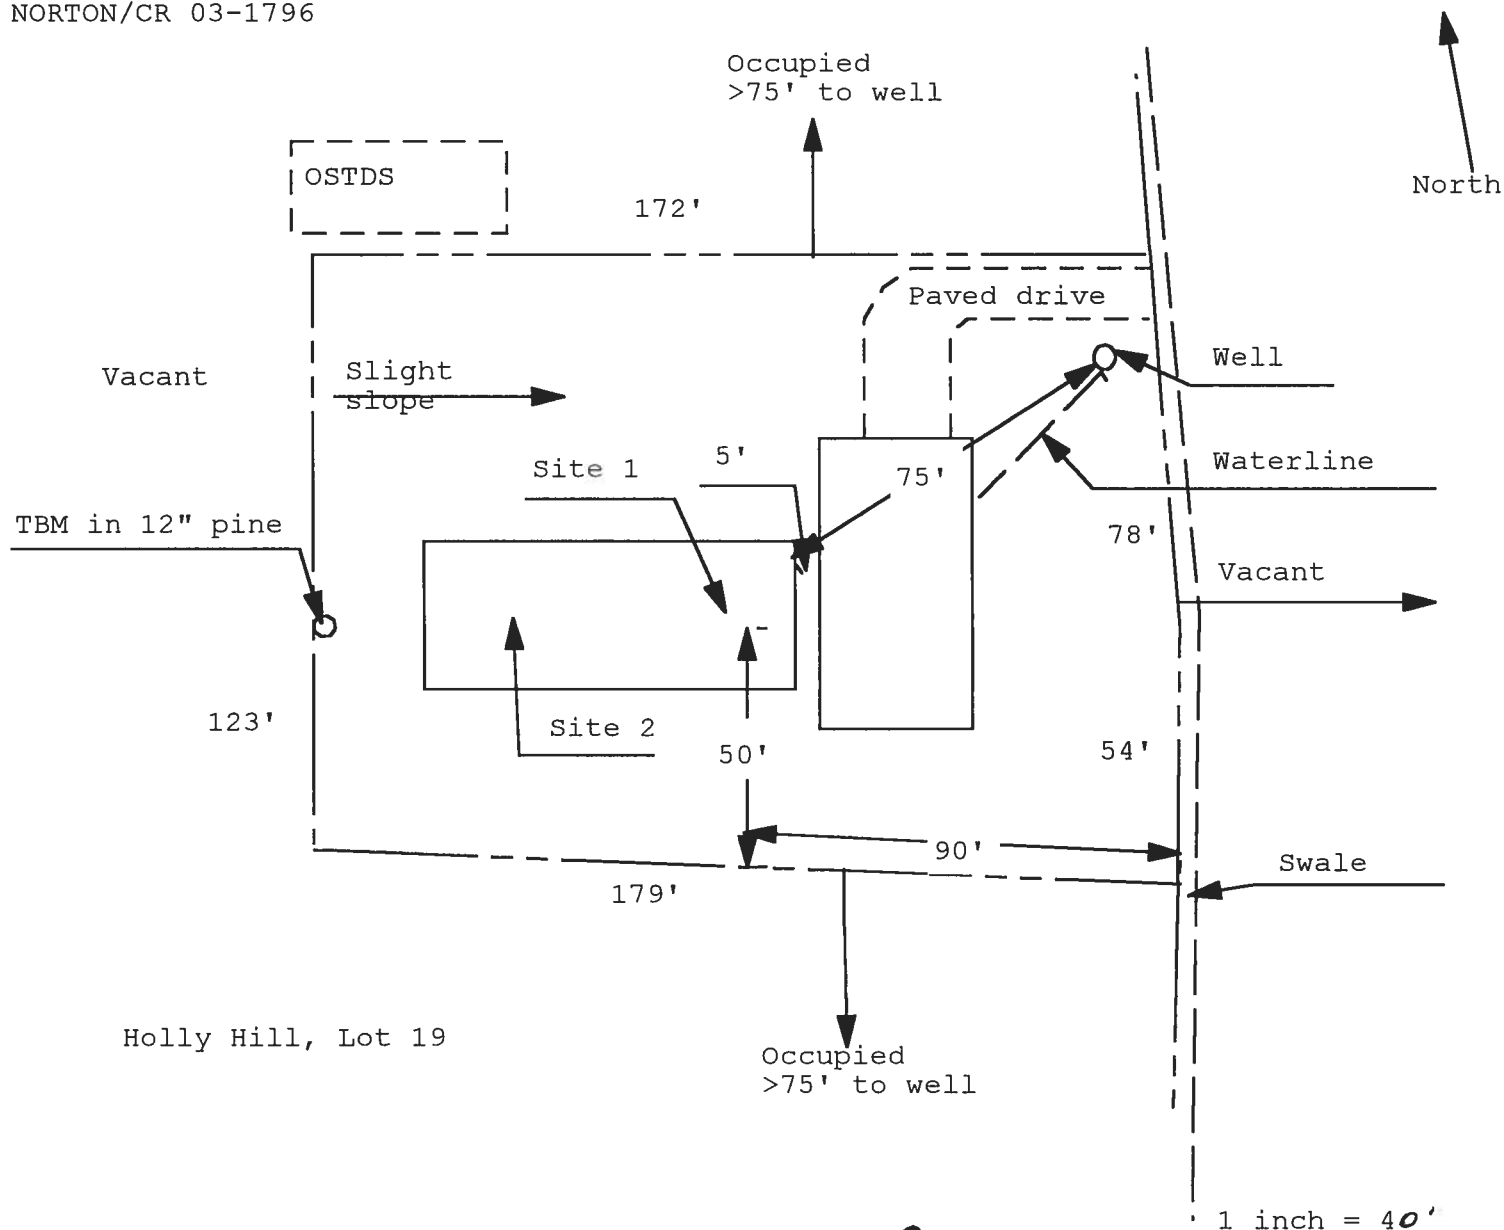 NORTON/CR 03-1796
Occupied
>75' to well
North
OSTDS
172'
Paved drive
Well
Vacant
Slight
slope
5'
Site 1
75'
Waterline
TBM in 12" pine
78'
Vacant
123'
Site 2
50'
54'
90'
Swale
179'
Holly Hill, Lot 19
Occupied
>75' to well
1 inch = 40'